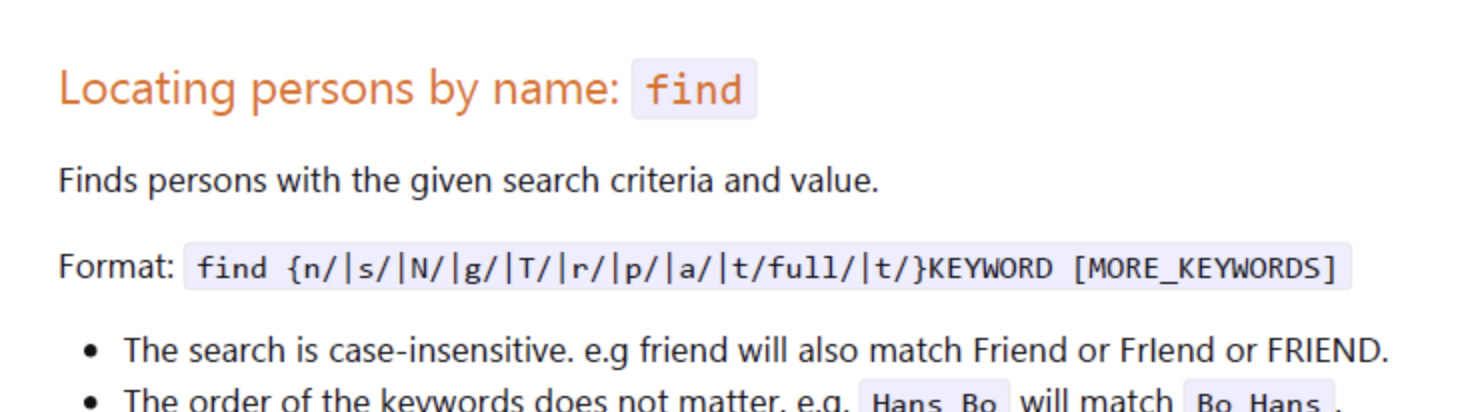 Locating persons by name: find
Finds persons with the given search criteria and value.
Format: find {n/|s/|N/|g/|T/|r/|p/|a/|t/full/|t/}KEYWORD [MORE_KEYWORDS]
• The search is case-insensitive. e.g friend will also match Friend or FrIend or FRIEND.
• The order of the keywords does not matter. e.g. Hans Bo will match Bo Hans.